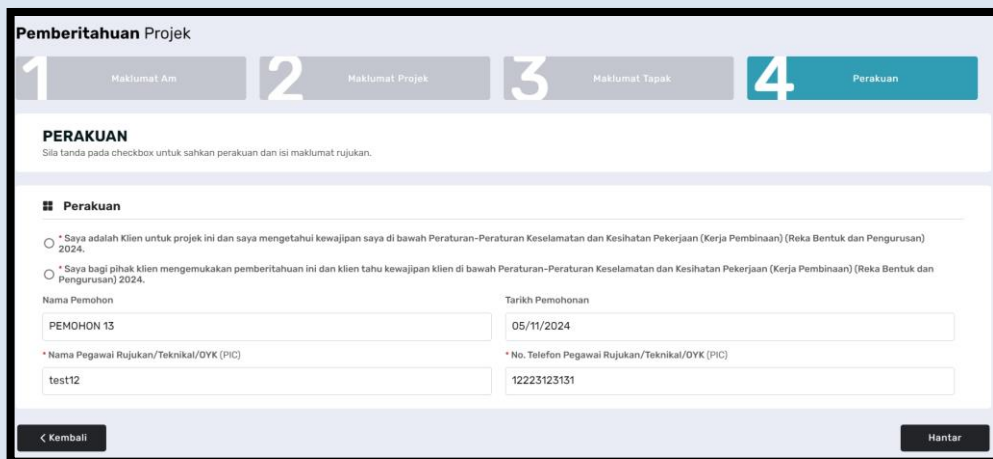 Pemberitahuan Projek
1 Maklumat Am
2 Maklumat Projek
3 Maklumat Tapak
4 Perakuan
PERAKUAN
Sila tanda pada checkbox untuk sahkan perakuan dan isi maklumat rujukan.
Perakuan
* Saya adalah Klien untuk projek ini dan saya mengetahui kewajipan saya di bawah Peraturan-Peraturan Keselamatan dan Kesihatan Pekerjaan (Kerja Pembinaan) (Reka Bentuk dan Pengurusan)
2024.
* Saya bagi pihak klien mengemukakan pemberitahuan ini dan klien tahu kewajipan klien di bawah Peraturan-Peraturan Keselamatan dan Kesihatan Pekerjaan (Kerja Pembinaan) (Reka Bentuk dan
Pengurusan) 2024.
Nama Pemohon
PEMOHON 13
Tarikh Pemohonan
05/11/2024
* Nama Pegawai Rujukan/Teknikal/OYK (PIC)
test12
* No. Telefon Pegawai Rujukan/Teknikal/OYK (PIC)
12223123131
< Kembali
Hantar